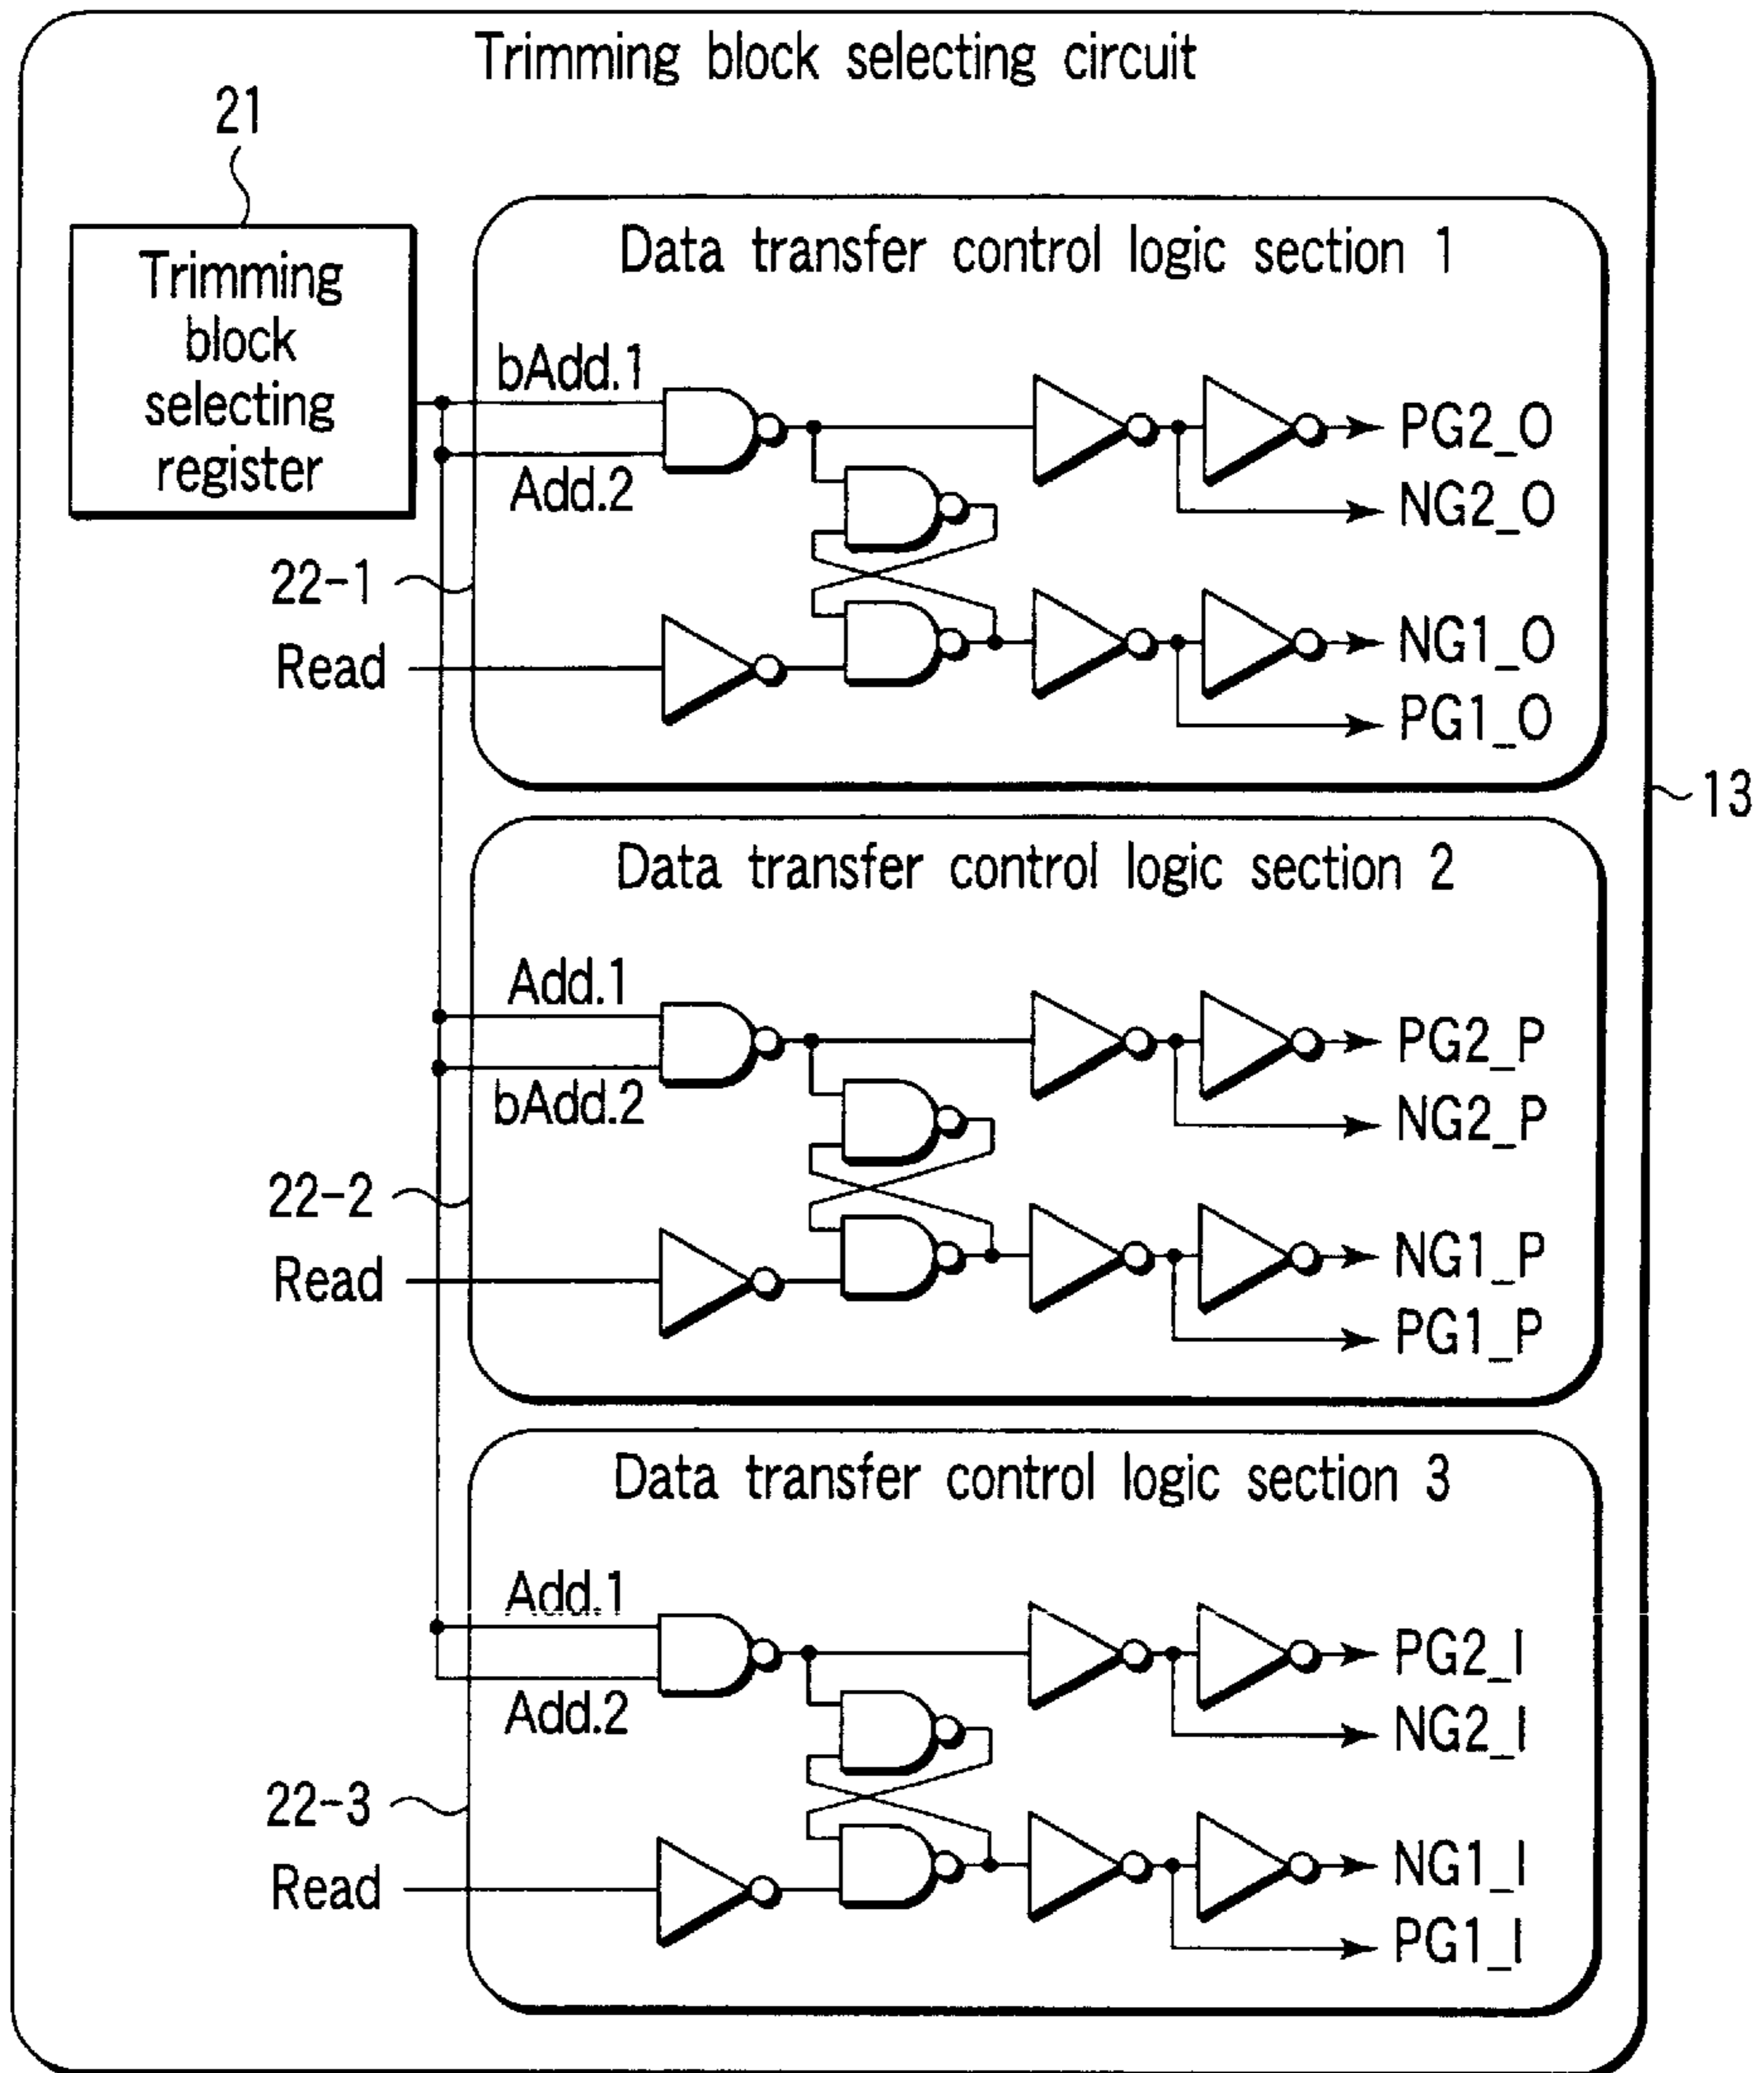 Trimming block selecting circuit
21
Trimming
block
selecting
register
Data transfer control logic section 1
bAdd.1
Add.2
22-1
Read
PG2_O
NG2_O
NG1_O
PG1_O
13
Data transfer control logic section 2
Add.1
bAdd.2
22-2
Read
PG2_P
NG2_P
NG1_P
PG1_P
Data transfer control logic section 3
Add.1
Add.2
22-3
Read
PG2_I
NG2_I
NG1_I
PG1_I